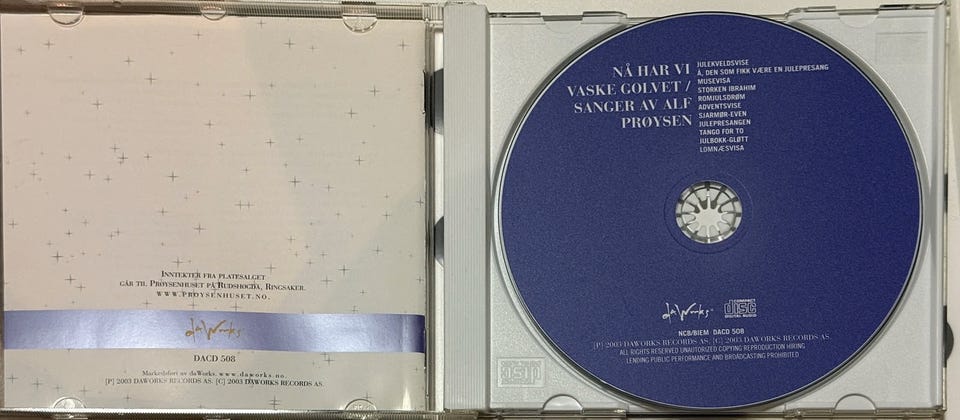 INNTEKTER FRA PLATESALGET
GÅR TIL PRØYSENHUSET PÅ RUDSHØGDA, RINGSAKER.
WWW.PRØYSENHUSET.NO.
daWorks
DACD 508
Markedsført av daWorks. www.daworks.no.
[P] 2003 DAWORKS RECORDS AS. [C] 2003 DAWORKS RECORDS AS.
NÅ HAR VI
VASKE GOLVET /
SANGER AV ALF
PRØYSEN
JULEKVELDSVISE
Å, DEN SOM FIKK VÆRE EN JULEPRESANG
MUSEVISA
STORKEN IBRAHIM
ROMJULSDRØM
ADVENTSVISE
SJARMØR-EVEN
JULEPRESANGEN
TANGO FOR TO
JULBOKK-GLØTT
LOMNÆSVISA
daWorks
COMPACT
disc
DIGITAL AUDIO
NCB/BIEM DACD 508
[P] 2003 DAWORKS RECORDS AS. [C] 2003 DAWORKS RECORDS AS.
ALL RIGHTS RESERVED UNAUTHORIZED COPYING REPRODUCTION HIRING
LENDING PUBLIC PERFORMANCE AND BROADCASTING PROHIBITED